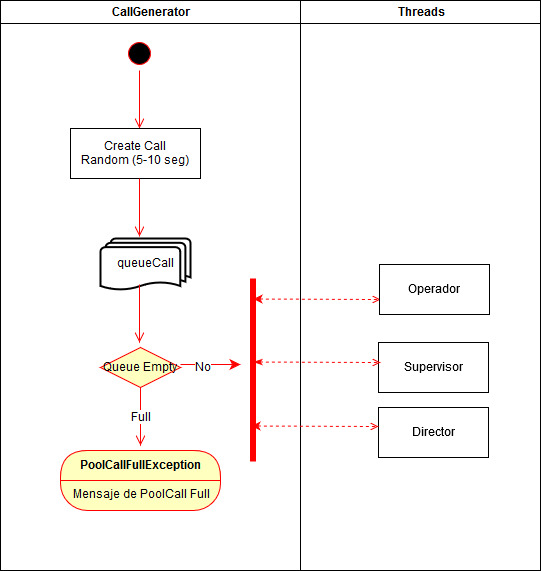 CallGenerator
Threads
Create Call
Random (5-10 seg)
queueCall
Operador
Queue Empty
No
Supervisor
Full
Director
PoolCallFullException
Mensaje de PoolCall Full